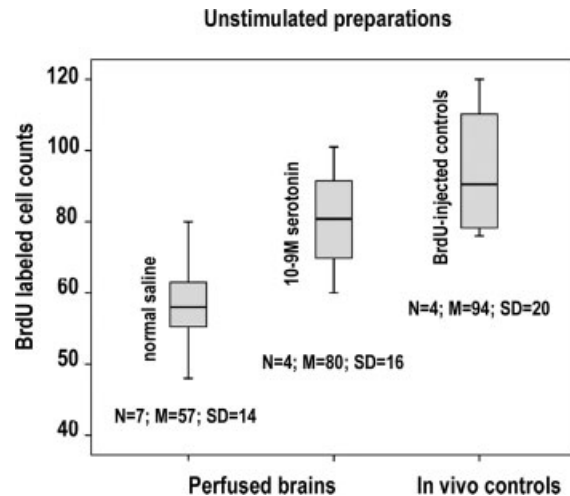 Unstimulated preparations
BrdU labeled cell counts
120
100
80
60
50
40
normal saline
10-9M serotonin
BrdU-injected controls
N=7; M=57; SD=14
N=4; M=80; SD=16
N=4; M=94; SD=20
Perfused brains
In vivo controls